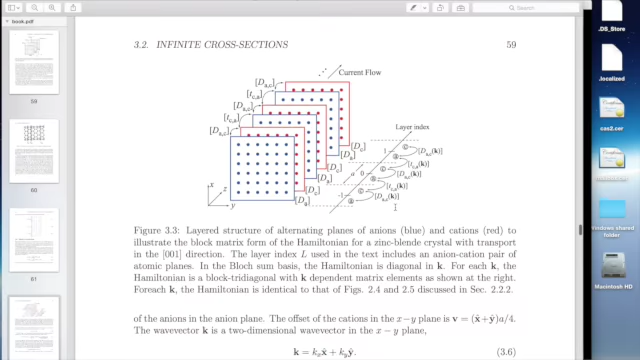 book.pdf
Search
.DS_Store
.localized
cas2.cer
Windows shared
folder
Macintosh HD
59
60
61
3.2. INFINITE CROSS-SECTIONS 59
Current Flow
[D_{a,c}]
[t_{c,a}]
[D_{a,c}]
[t_{c,a}]
[D_{a,c}]
[D_c]
[D_a]
[D_c]
[D_a]
[D_c]
[D_a]
x
z
y
Layer index
1
0
-1
a
C
A
C
A
C
A
[D_{a,c}(k)]
[t_{c,a}(k)]
[D_{a,c}(k)]
[t_{c,a}(k)]
[D_{a,c}(k)]
Figure 3.3: Layered structure of alternating planes of anions (blue) and cations (red) to
illustrate the block matrix form of the Hamiltonian for a zinc-blende crystal with transport
in the [001] direction. The layer index L used in the text includes an anion-cation pair of
atomic planes. In the Bloch sum basis, the Hamiltonian is diagonal in k. For each k, the
Hamiltonian is a block tridiagonal with k dependent matrix elements as shown at the right.
Foreach k, the Hamiltonian is identical to that of Figs. 2.4 and 2.5 discussed in Sec. 2.2.2.
of the anions in the anion plane. The offset of the cations in the x−y plane is v = (x̂+ŷ)a/4.
The wavevector k is a two-dimensional wavevector in the x − y plane,
k = k_x x̂ + k_y ŷ. (3.6)